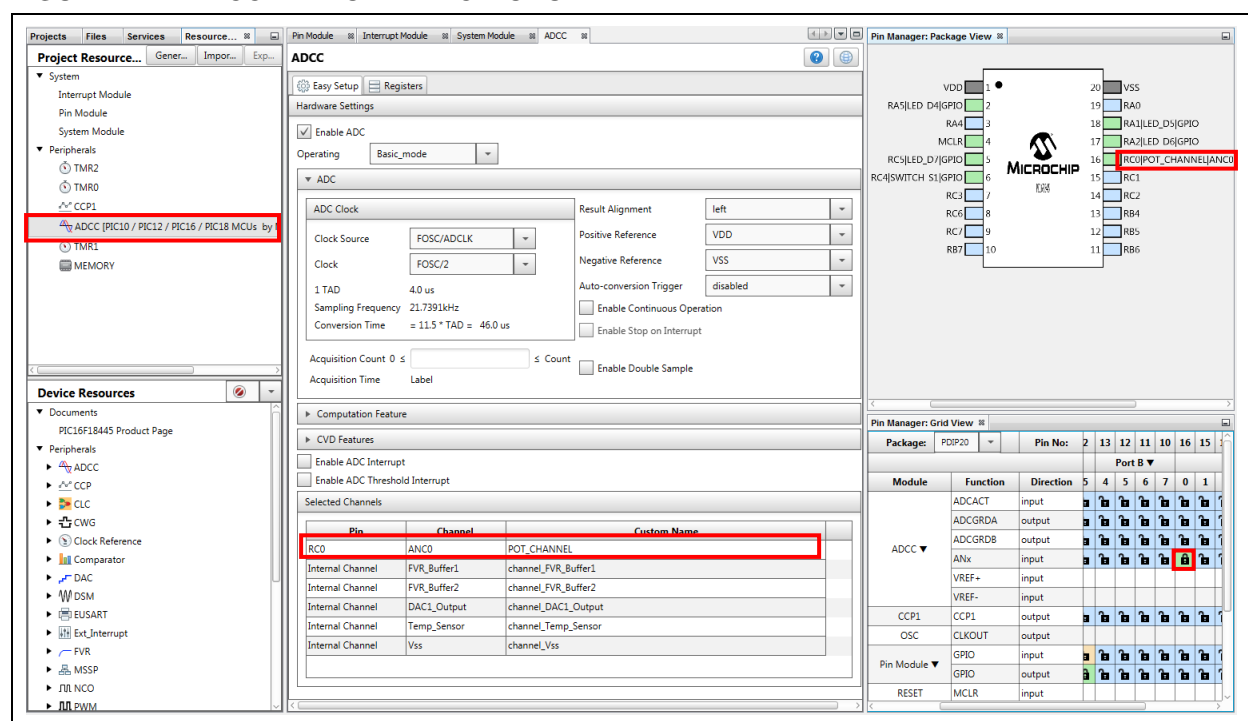 Projects Files Services Resource...
Project Resource... Gener... Impor... Exp...
System
Interrupt Module
Pin Module
System Module
Peripherals
TMR2
TMR0
CCP1
ADCC [PIC10 / PIC12 / PIC16 / PIC18 MCUs by
TMR1
MEMORY
Device Resources
Documents
PIC16F18445 Product Page
Peripherals
ADCC
CCP
CLC
CWG
Clock Reference
Comparator
DAC
DSM
EUSART
Ext_Interrupt
FVR
MSSP
NCO
PWM
Pin Module Interrupt Module System Module ADCC
ADCC
Easy Setup Registers
Hardware Settings
Enable ADC
Operating Basic_mode
ADC
ADC Clock
Clock Source FOSC/ADCLK
Clock FOSC/2
1 TAD 4.0 us
Sampling Frequency 21.7391kHz
Conversion Time = 11.5 * TAD = 46.0 us
Result Alignment left
Positive Reference VDD
Negative Reference VSS
Auto-conversion Trigger disabled
Enable Continuous Operation
Enable Stop on Interrupt
Acquisition Count 0 ≤ ≤ Count
Enable Double Sample
Acquisition Time Label
Computation Feature
CVD Features
Enable ADC Interrupt
Enable ADC Threshold Interrupt
Selected Channels
Pin Channel Custom Name
RC0 ANC0 POT_CHANNEL
Internal Channel FVR_Buffer1 channel_FVR_Buffer1
Internal Channel FVR_Buffer2 channel_FVR_Buffer2
Internal Channel DAC1_Output channel_DAC1_Output
Internal Channel Temp_Sensor channel_Temp_Sensor
Internal Channel Vss channel_Vss
Pin Manager: Package View
VDD 1 20 VSS
RA5|LED D4|GPIO 2 19 RA0
RA4 3 18 RA1|LED_D5|GPIO
MCLR 4 17 RA2|LED D6|GPIO
RC5|LED_D7|GPIO 5 16 RC0|POT_CHANNEL|ANC0
RC4|SWITCH S1|GPIO 6 15 RC1
RC3 7 14 RC2
RC6 8 13 RB4
RC7 9 12 RB5
RB7 10 11 RB6
MICROCHIP
Pin Manager: Grid View
Package: PDIP20 Pin No: 2 13 12 11 10 16 15
Port B ▼
Module Function Direction 5 4 5 6 7 0 1
ADCC ▼
ADCACT input
ADCGRDA output
ADCGRDB output
ANx input
VREF+ input
VREF- input
CCP1 CCP1 output
OSC CLKOUT output
Pin Module ▼
GPIO input
GPIO output
RESET MCLR input